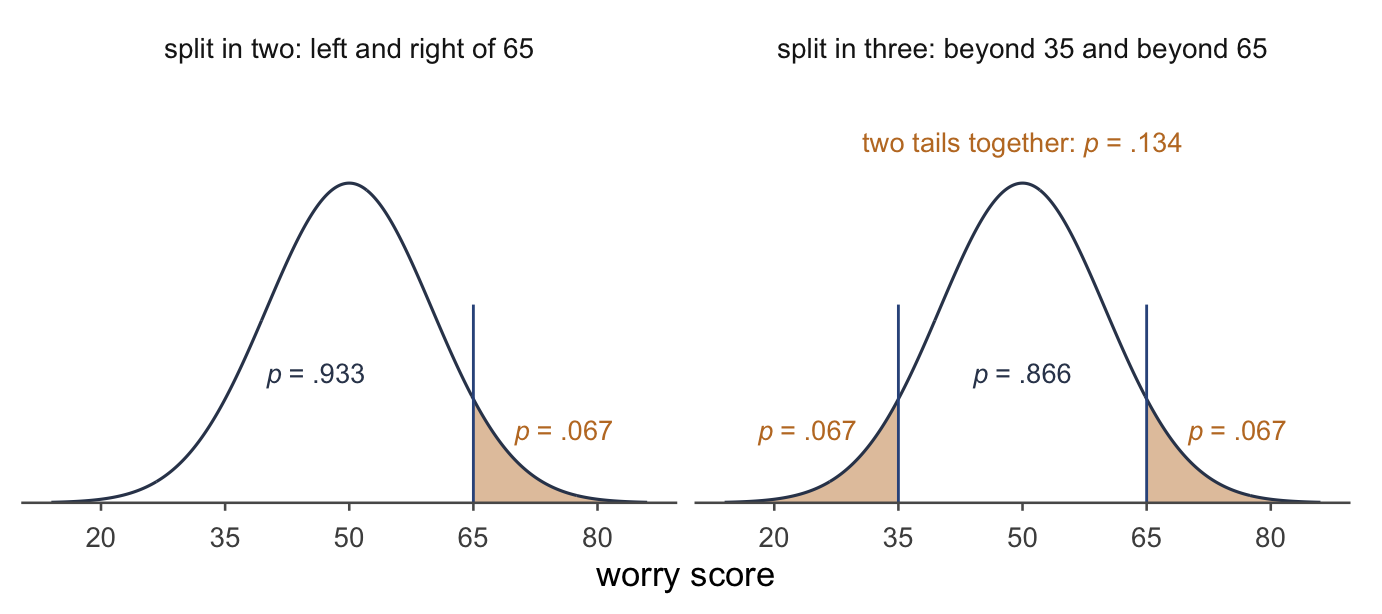 split in two: left and right of 65
p = .933
p = .067
20 35 50 65 80
split in three: beyond 35 and beyond 65
two tails together: p = .134
p = .866
p = .067
p = .067
20 35 50 65 80
worry score